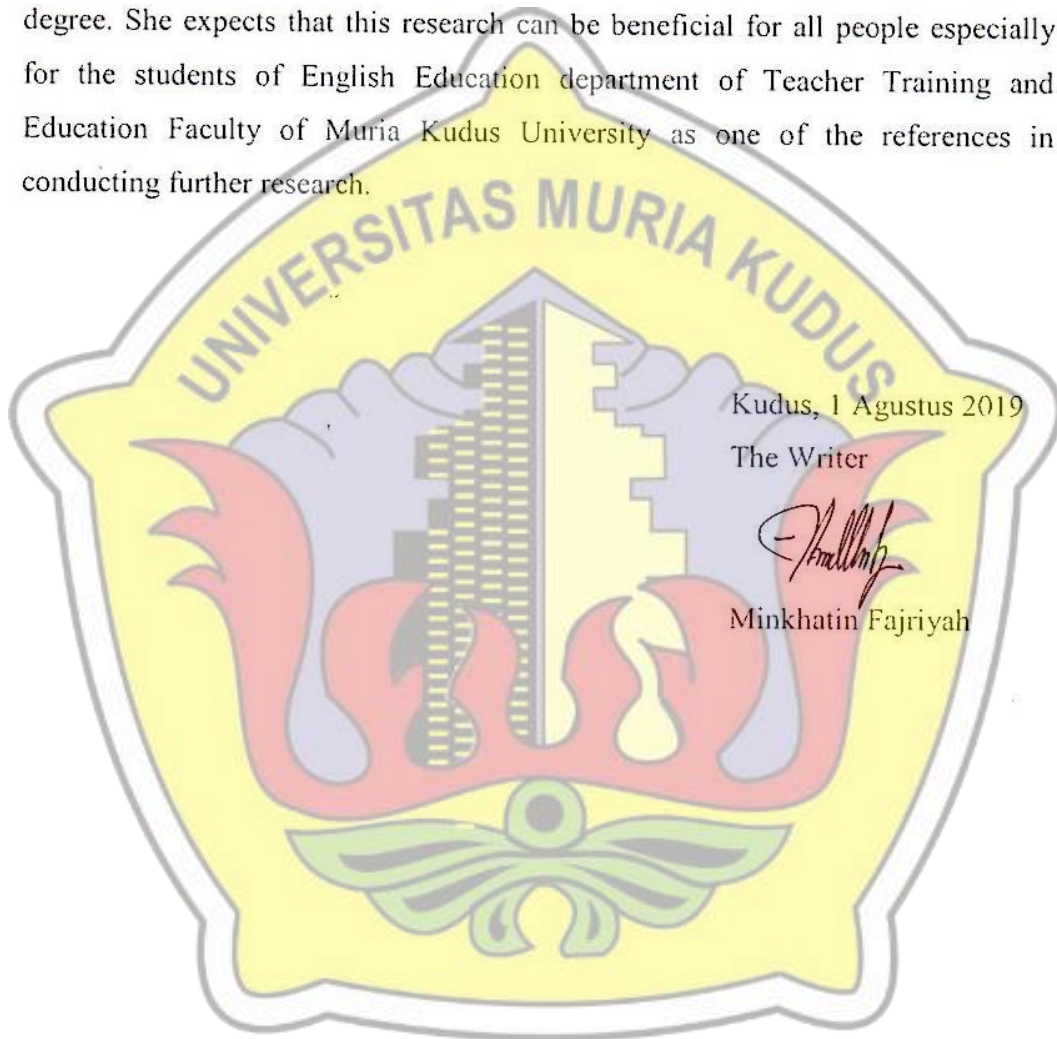 degree. She expects that this research can be beneficial for all people especially
for the students of English Education department of Teacher Training and
Education Faculty of Muria Kudus University as one of the references in
conducting further research.
UNIVERSITAS MURIA KUDUS
Kudus, 1 Agustus 2019
The Writer
Minkhatin Fajriyah